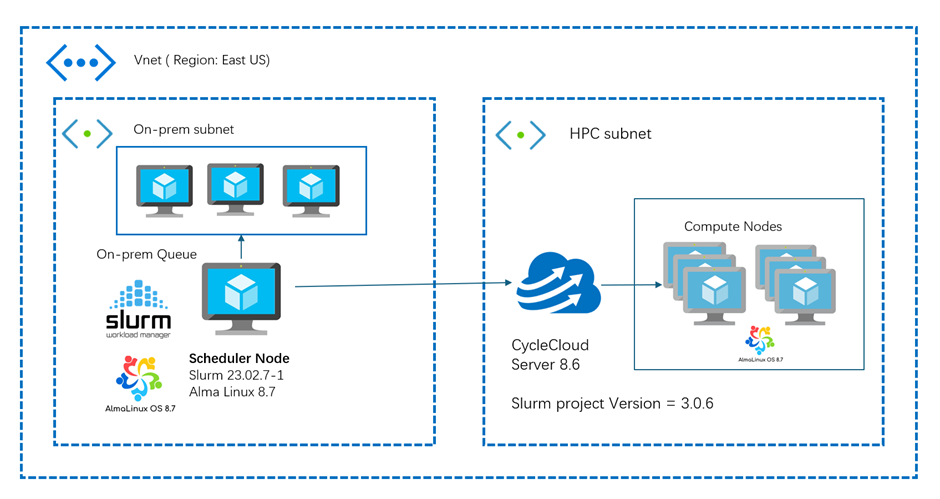 Vnet ( Region: East US)
On-prem subnet
On-prem Queue
slurm
workload manager
AlmaLinux OS 8.7
Scheduler Node
Slurm 23.02.7-1
Alma Linux 8.7
HPC subnet
CycleCloud
Server 8.6
Slurm project Version = 3.0.6
Compute Nodes
AlmaLinux OS 8.7